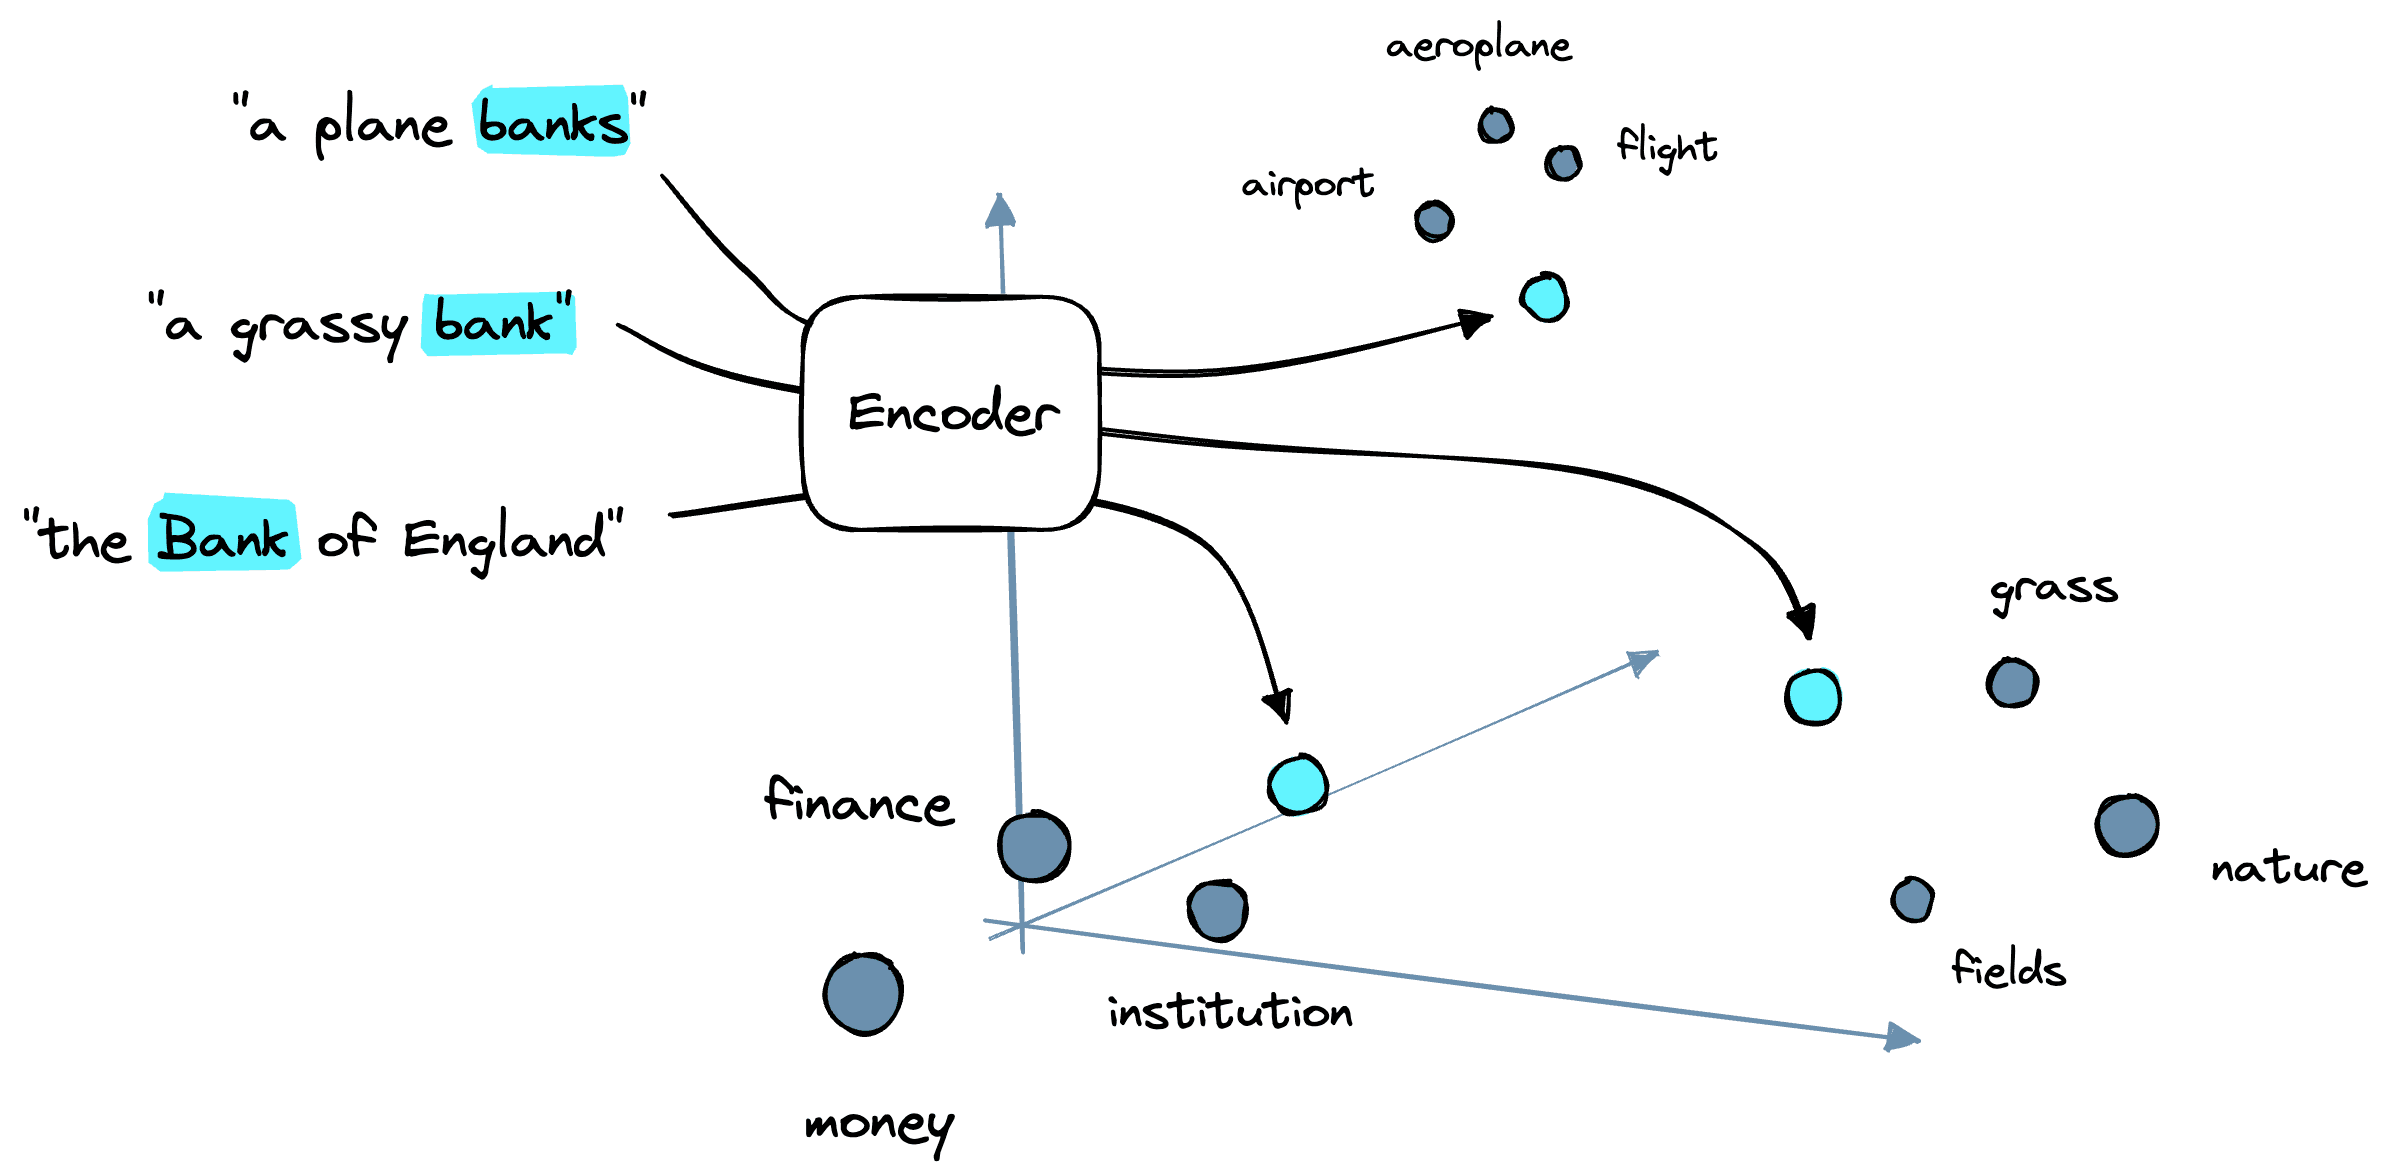 "a plane banks"
"a grassy bank"
"the Bank of England"
Encoder
aeroplane
flight
airport
grass
nature
fields
finance
institution
money